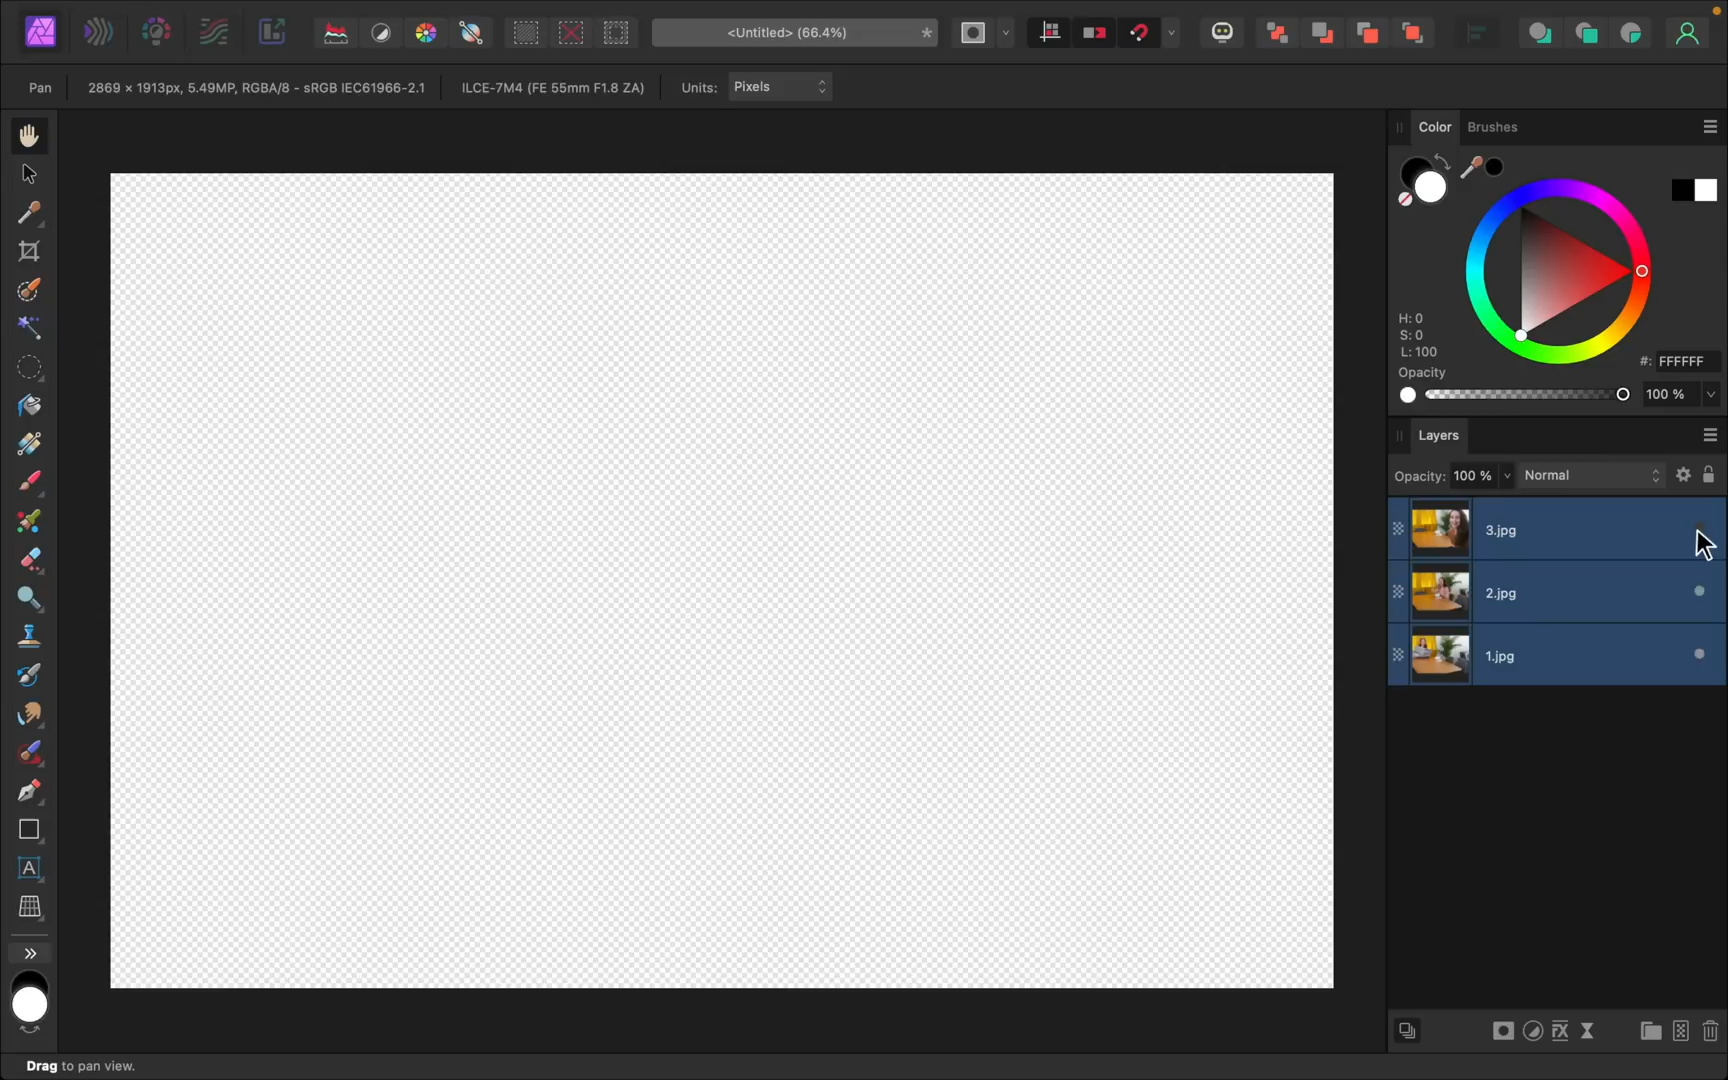 <Untitled> (66.4%)
*
Pan
2869 × 1913px, 5.49MP, RGBA/8 - sRGB IEC61966-2.1
ILCE-7M4 (FE 55mm F1.8 ZA)
Units:
Pixels
Color
Brushes
H: 0
S: 0
L: 100
#: FFFFFF
Opacity
100 %
Layers
Opacity: 100 %
Normal
3.jpg
2.jpg
1.jpg
A
FX
Drag to pan view.